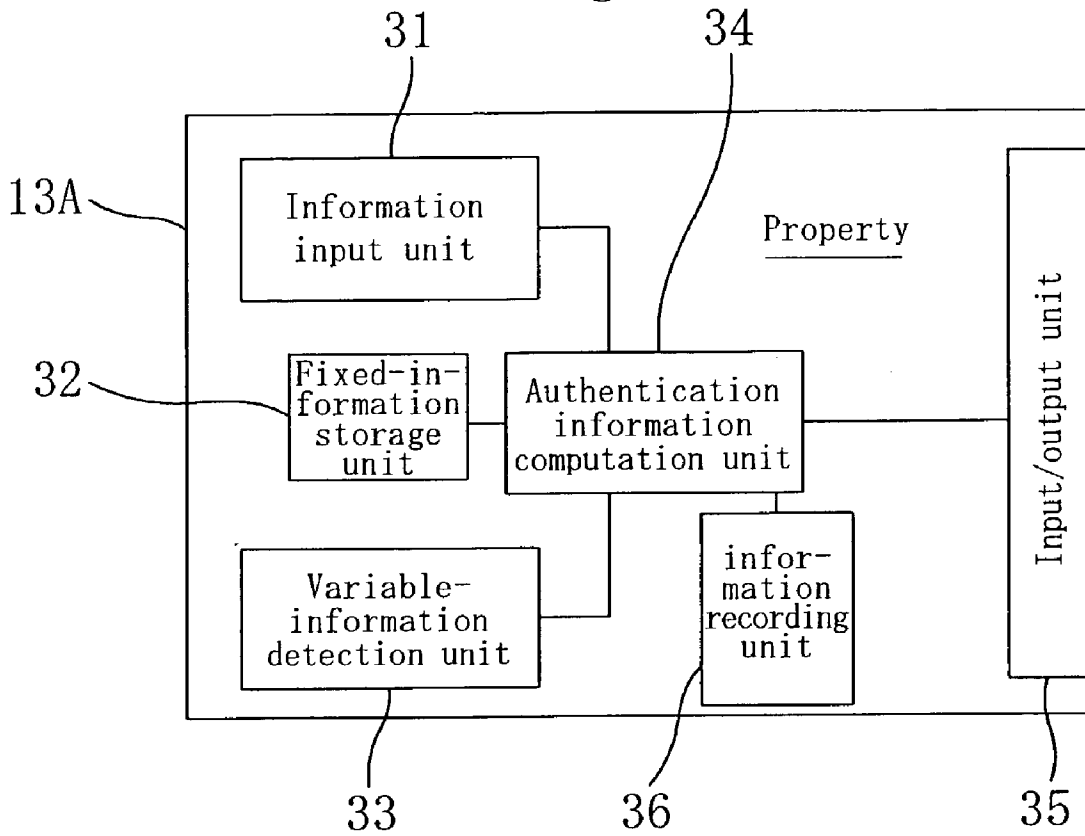 31
34
13A
Information
input unit
Property
32
Fixed-in-
formation
storage
unit
Authentication
information
computation unit
Input/output unit
Variable-
information
detection unit
infor-
mation
recording
unit
33
36
35